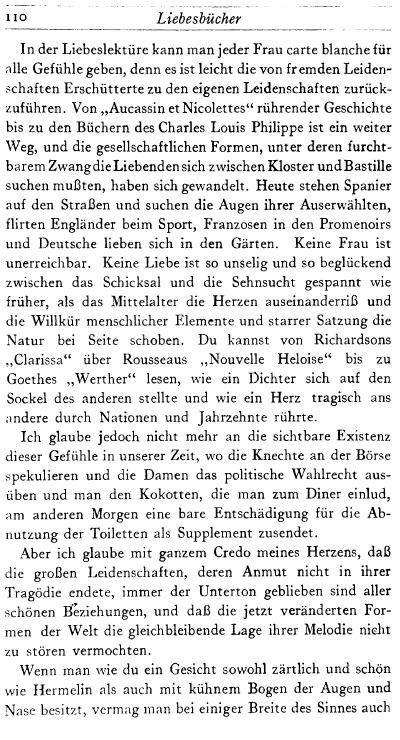 110 Liebesbücher
In der Liebeslektüre kann man jeder Frau carte blanche für
alle Gefühle geben, denn es ist leicht die von fremden Leiden-
schaften Erschütterte zu den eigenen Leidenschaften zurück-
zuführen. Von „Aucassin et Nicolettes“ rührender Geschichte
bis zu den Büchern des Charles Louis Philippe ist ein weiter
Weg, und die gesellschaftlichen Formen, unter deren furcht-
barem Zwang die Liebenden sich zwischen Kloster und Bastille
suchen mußten, haben sich gewandelt. Heute stehen Spanier
auf den Straßen und suchen die Augen ihrer Auserwählten,
flirten Engländer beim Sport, Franzosen in den Promenoirs
und Deutsche lieben sich in den Gärten. Keine Frau ist
unerreichbar. Keine Liebe ist so unselig und so beglückend
zwischen das Schicksal und die Sehnsucht gespannt wie
früher, als das Mittelalter die Herzen auseinanderriß und
die Willkür menschlicher Elemente und starrer Satzung die
Natur bei Seite schoben. Du kannst von Richardsons
„Clarissa“ über Rousseaus „Nouvelle Heloise“ bis zu
Goethes „Werther“ lesen, wie ein Dichter sich auf den
Sockel des anderen stellte und wie ein Herz tragisch ans
andere durch Nationen und Jahrzehnte rührte.
Ich glaube jedoch nicht mehr an die sichtbare Existenz
dieser Gefühle in unserer Zeit, wo die Knechte an der Börse
spekulieren und die Damen das politische Wahlrecht aus-
üben und man den Kokotten, die man zum Diner einlud,
am anderen Morgen eine bare Entschädigung für die Ab-
nutzung der Toiletten als Supplement zusendet.
Aber ich glaube mit ganzem Credo meines Herzens, daß
die großen Leidenschaften, deren Anmut nicht in ihrer
Tragödie endete, immer der Unterton geblieben sind aller
schönen Beziehungen, und daß die jetzt veränderten For-
men der Welt die gleichbleibende Lage ihrer Melodie nicht
zu stören vermochten.
Wenn man wie du ein Gesicht sowohl zärtlich und schön
wie Hermelin als auch mit kühnem Bogen der Augen und
Nase besitzt, vermag man bei einiger Breite des Sinnes auch